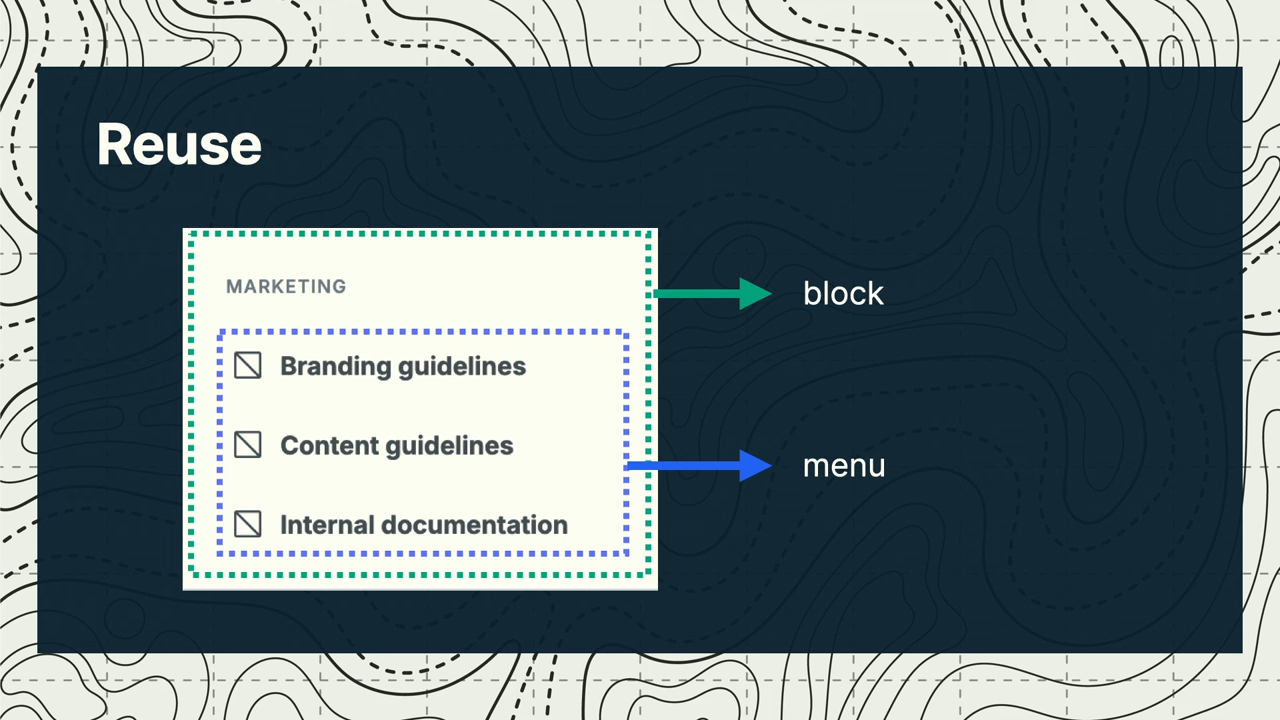 Reuse
MARKETING
block
Branding guidelines
Content guidelines
menu
Internal documentation